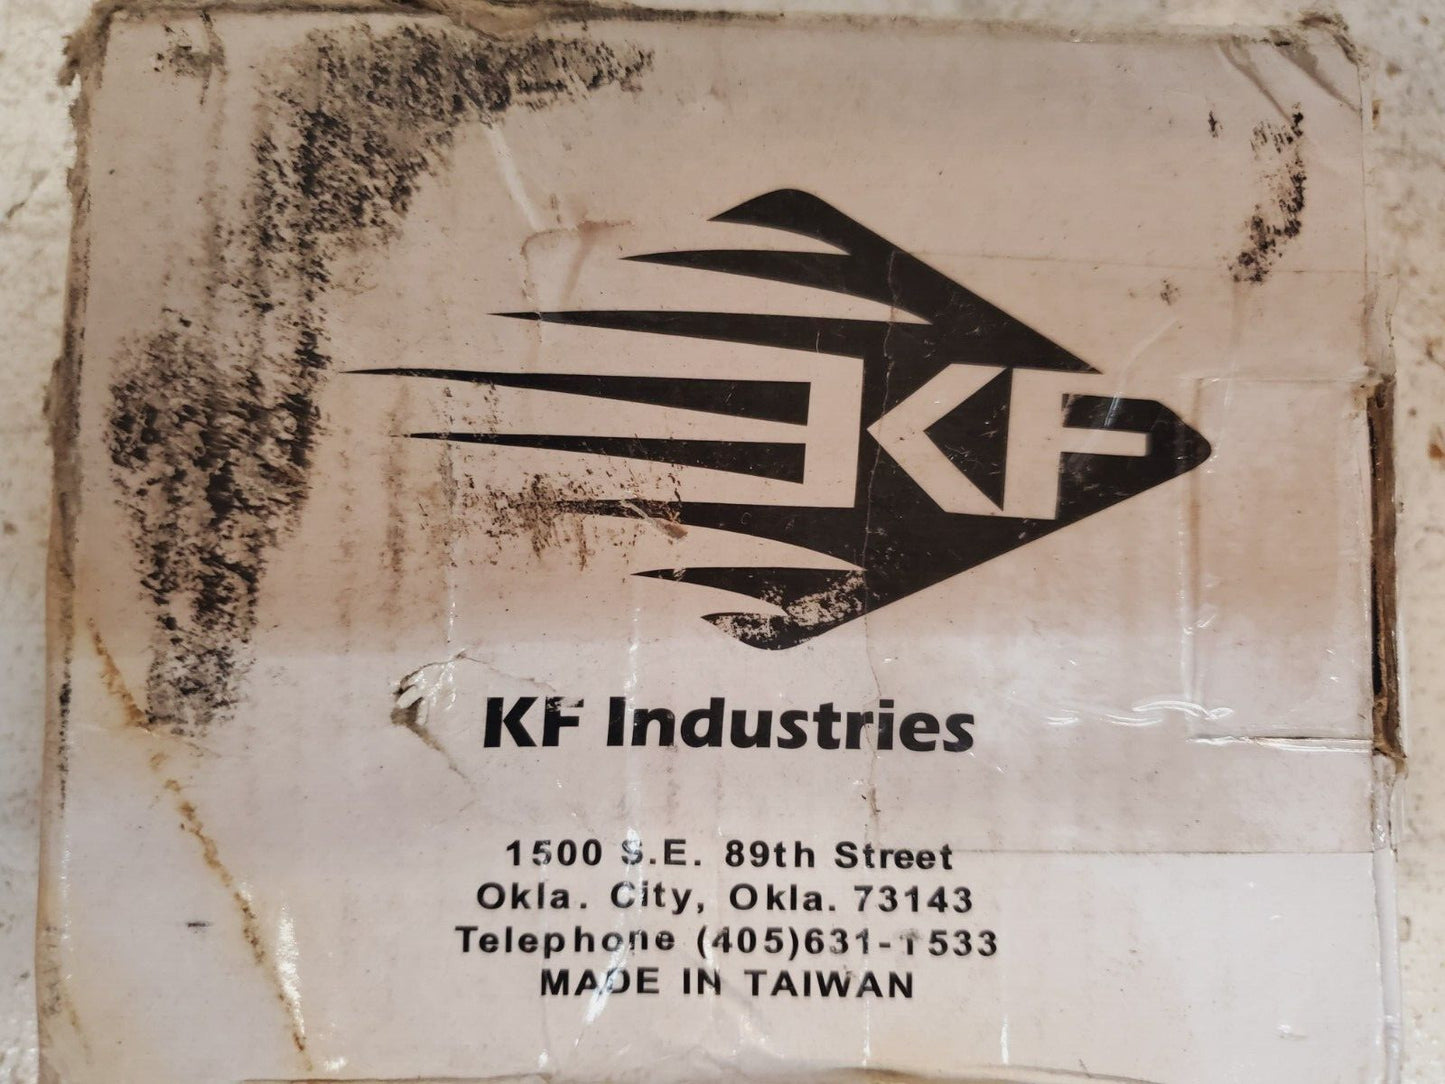 KF
KF Industries
1500 S.E. 89th Street
Okla. City, Okla. 73143
Telephone (405)631-1533
MADE IN TAIWAN